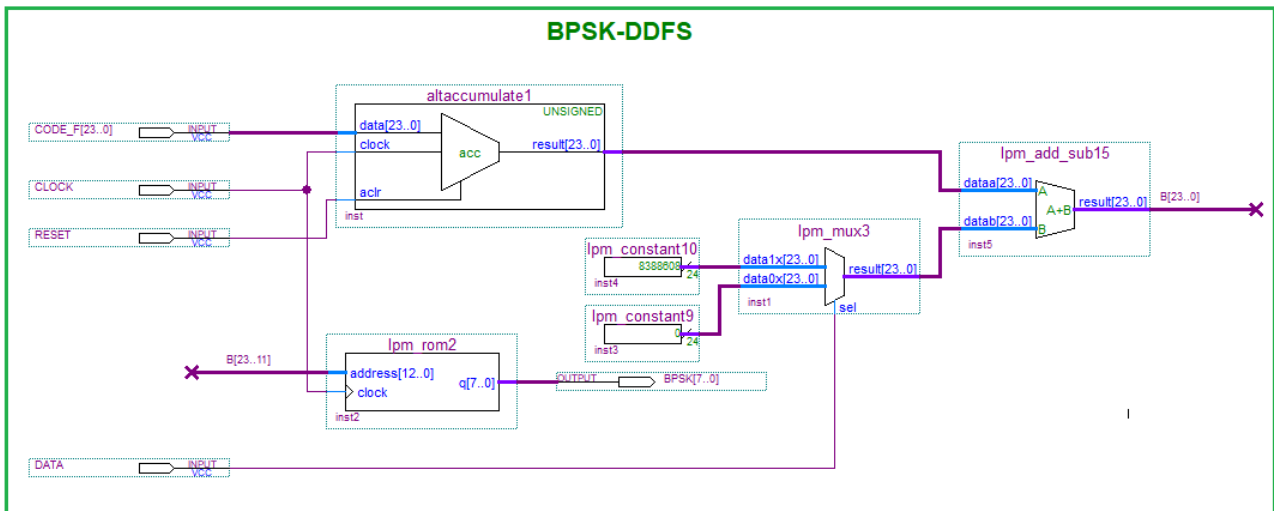 BPSK-DDFS
altaccumulate1
UNSIGNED
CODE_F[23..0] INPUT VCC
data[23..0]
clock
acc
result[23..0]
CLOCK INPUT VCC
aclr
inst
RESET INPUT VCC
lpm_add_sub15
dataa[23..0]
A
A+B
result[23..0]
B[23..0]
datab[23..0]
B
inst5
lpm_mux3
lpm_constant10
8388608
24
inst4
data1x[23..0]
data0x[23..0]
result[23..0]
inst1
sel
lpm_constant9
0
24
inst3
lpm_rom2
B[23..11]
address[12..0]
q[7..0]
clock
inst2
OUTPUT BPSK[7..0]
DATA INPUT VCC